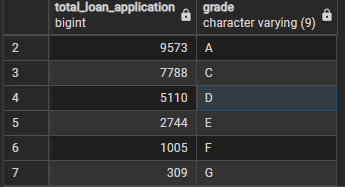 total_loan_application grade
bigint character varying (9)
2 9573 A
3 7788 C
4 5110 D
5 2744 E
6 1005 F
7 309 G